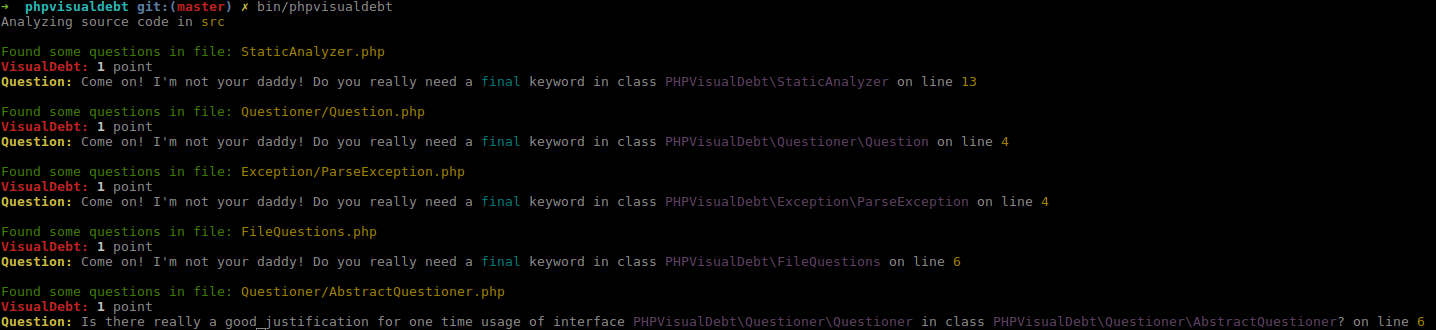 → phpvisualdebt git:(master) ✗ bin/phpvisualdebt
Analyzing source code in src
Found some questions in file: StaticAnalyzer.php
VisualDebt: 1 point
Question: Come on! I'm not your daddy! Do you really need a final keyword in class PHPVisualDebt\StaticAnalyzer on line 13
Found some questions in file: Questioner/Question.php
VisualDebt: 1 point
Question: Come on! I'm not your daddy! Do you really need a final keyword in class PHPVisualDebt\Questioner\Question on line 4
Found some questions in file: Exception/ParseException.php
VisualDebt: 1 point
Question: Come on! I'm not your daddy! Do you really need a final keyword in class PHPVisualDebt\Exception\ParseException on line 4
Found some questions in file: FileQuestions.php
VisualDebt: 1 point
Question: Come on! I'm not your daddy! Do you really need a final keyword in class PHPVisualDebt\FileQuestions on line 6
Found some questions in file: Questioner/AbstractQuestioner.php
VisualDebt: 1 point
Question: Is there really a good justification for one time usage of interface PHPVisualDebt\Questioner\Questioner in class PHPVisualDebt\Questioner\AbstractQuestioner? on line 6